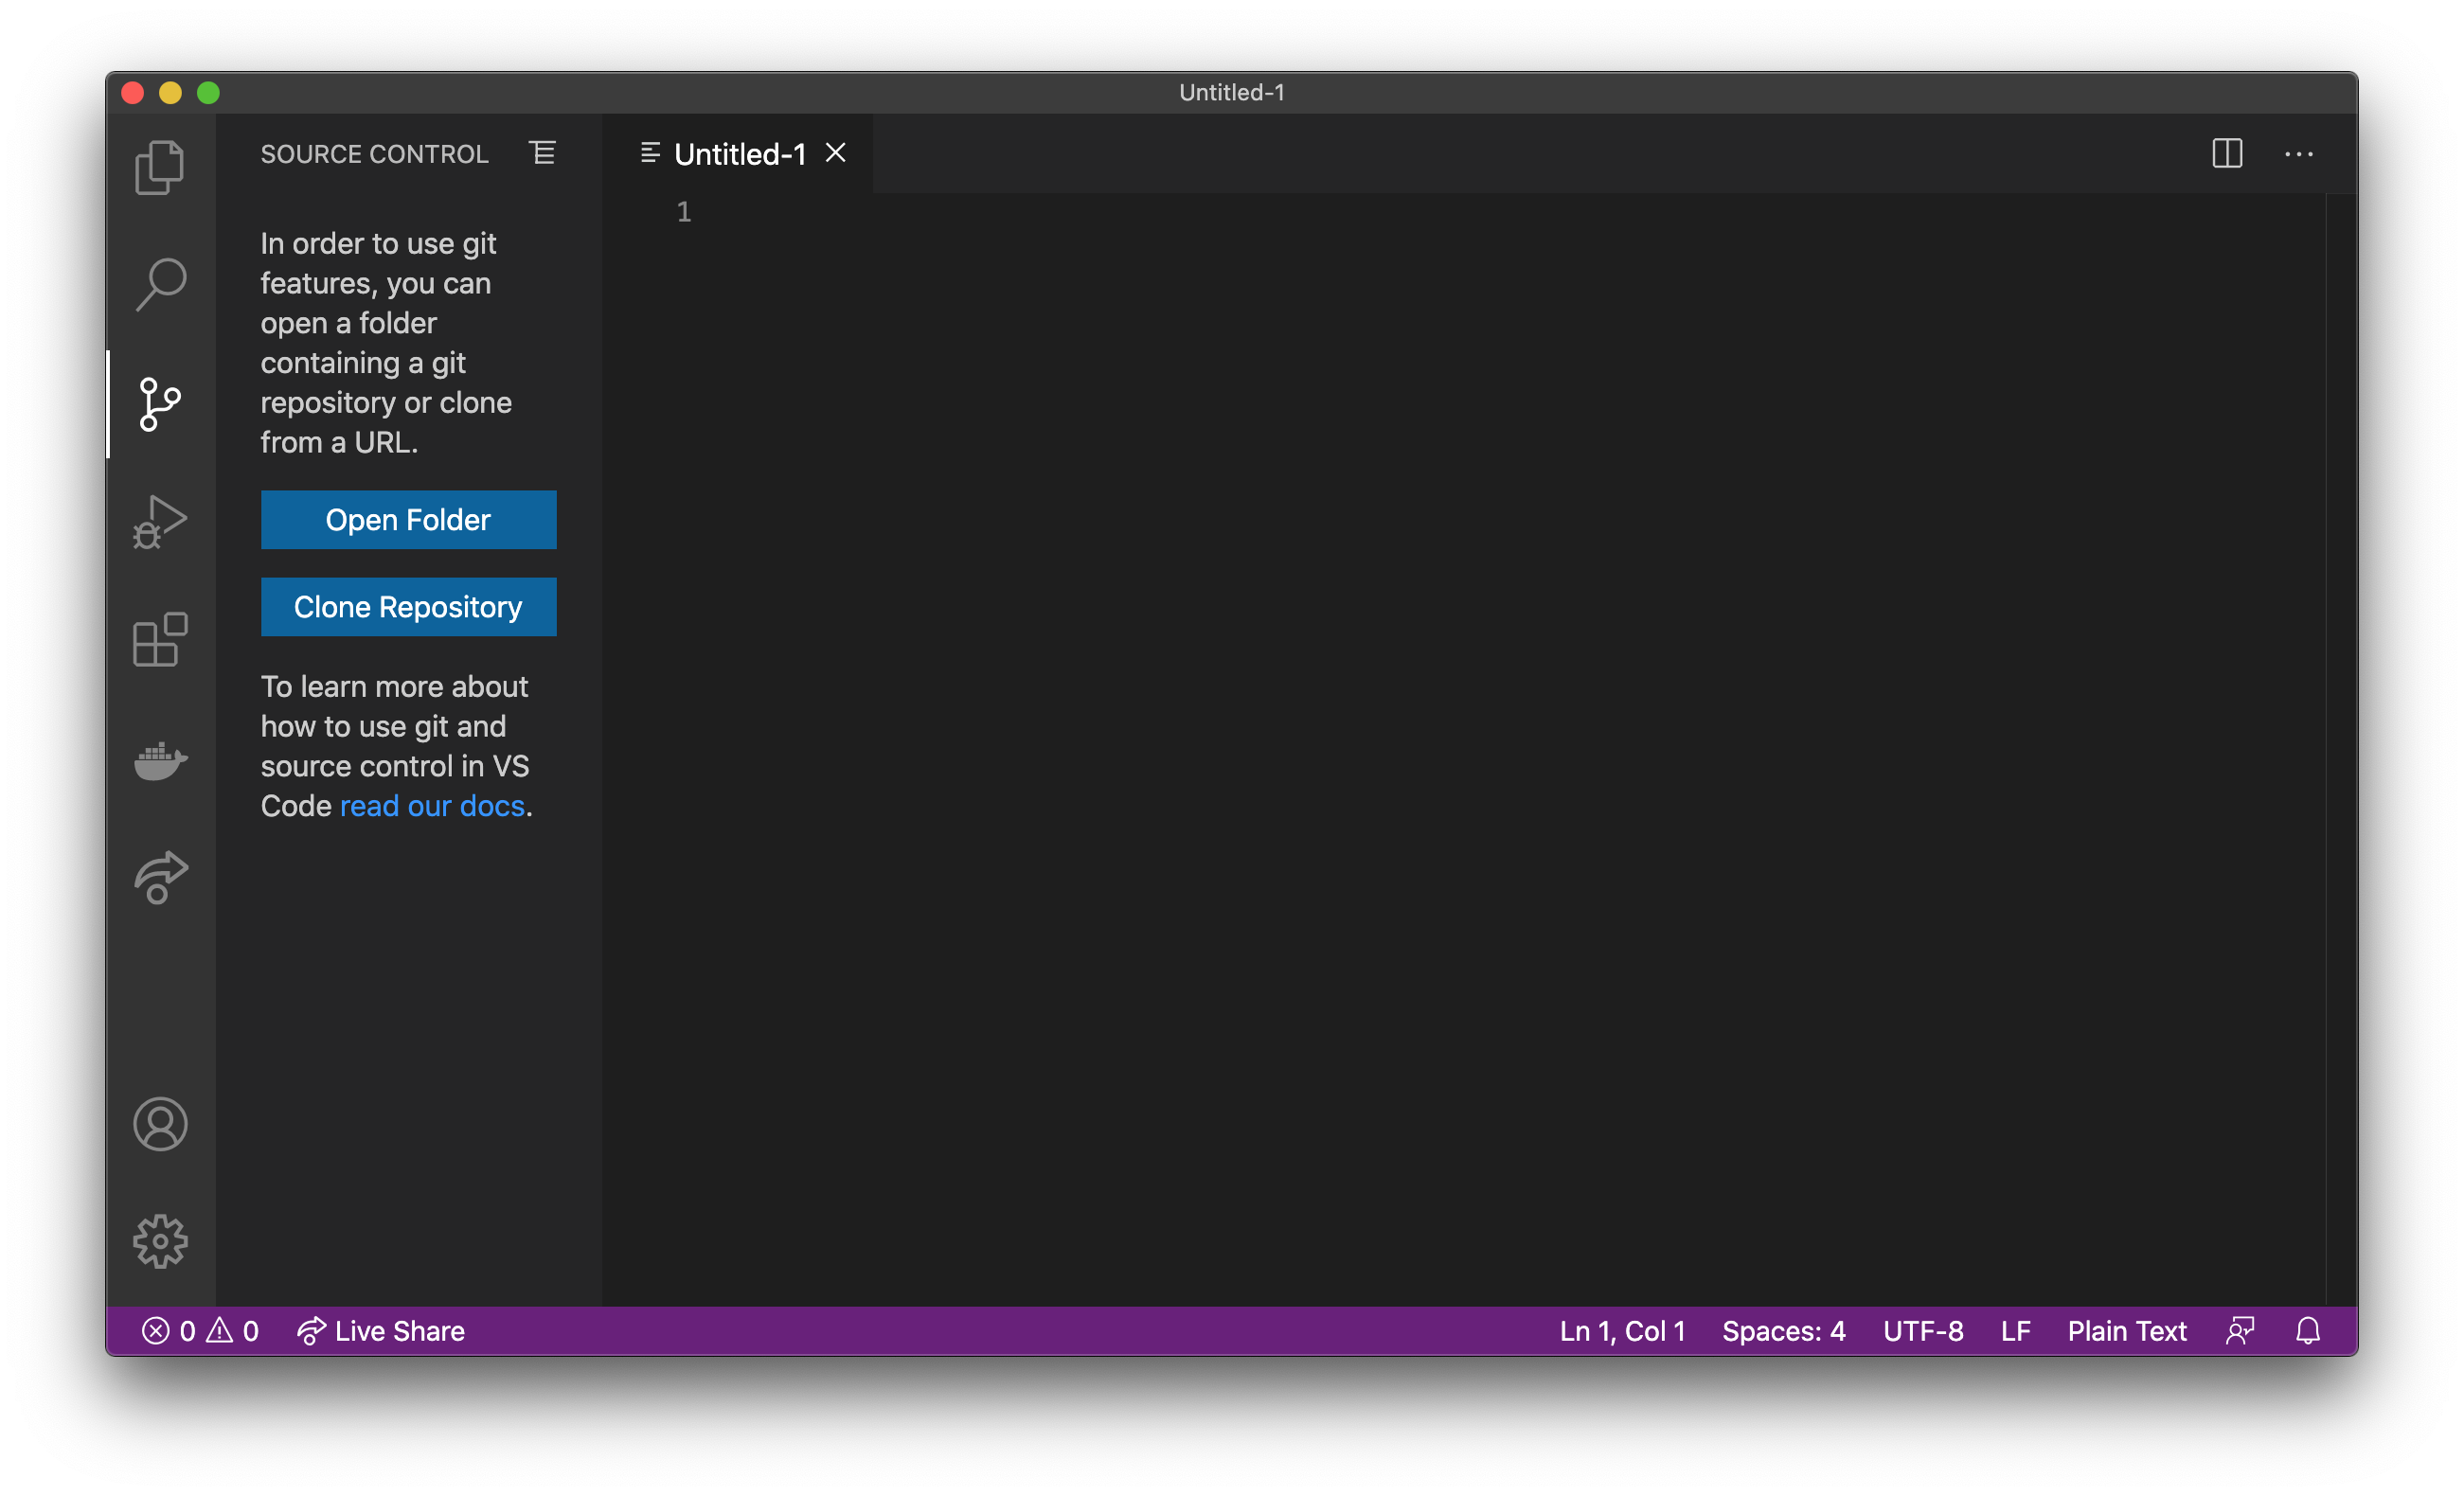 Untitled-1
SOURCE CONTROL
Untitled-1
1
In order to use git
features, you can
open a folder
containing a git
repository or clone
from a URL.
Open Folder
Clone Repository
To learn more about
how to use git and
source control in VS
Code read our docs.
0 0 Live Share
Ln 1, Col 1 Spaces: 4 UTF-8 LF Plain Text